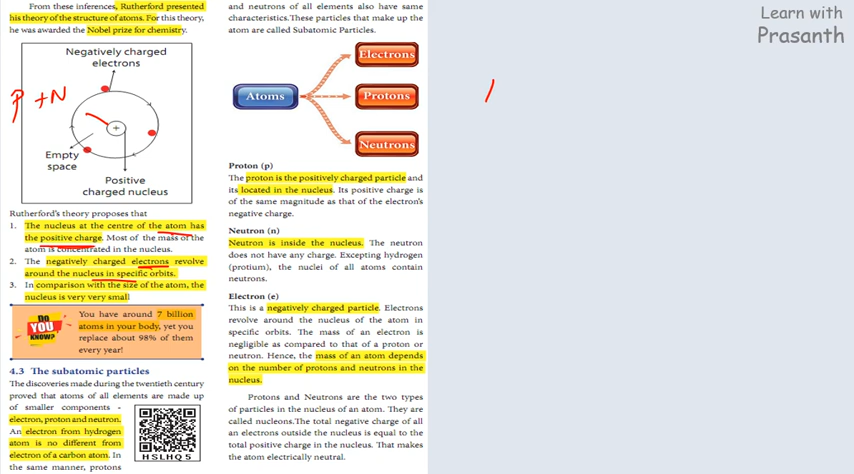 From these inferences, Rutherford presented
his theory of the structure of atoms. For this theory,
he was awarded the Nobel prize for chemistry.
Negatively charged
electrons
P + N
+
Empty
space
Positive
charged nucleus
Rutherford's theory proposes that
1. The nucleus at the centre of the atom has
the positive charge. Most of the mass of the
atom is concentrated in the nucleus.
2. The negatively charged electrons revolve
around the nucleus in specific orbits.
3. In comparison with the size of the atom, the
nucleus is very very small
DO
YOU
KNOW?
You have around 7 billion
atoms in your body, yet you
replace about 98% of them
every year!
4.3 The subatomic particles
The discoveries made during the twentieth century
proved that atoms of all elements are made up
of smaller components -
electron, proton and neutron.
An electron from hydrogen
atom is no different from
electron of a carbon atom. In
the same manner, protons
HSLHQ5
and neutrons of all elements also have same
characteristics.These particles that make up the
atom are called Subatomic Particles.
Atoms
Electrons
Protons
Neutrons
Proton (p)
The proton is the positively charged particle and
its located in the nucleus. Its positive charge is
of the same magnitude as that of the electron's
negative charge.
Neutron (n)
Neutron is inside the nucleus. The neutron
does not have any charge. Excepting hydrogen
(protium), the nuclei of all atoms contain
neutrons.
Electron (e)
This is a negatively charged particle. Electrons
revolve around the nucleus of the atom in
specific orbits. The mass of an electron is
negligible as compared to that of a proton or
neutron. Hence, the mass of an atom depends
on the number of protons and neutrons in the
nucleus.
Protons and Neutrons are the two types
of particles in the nucleus of an atom. They are
called nucleons.The total negative charge of all
an electrons outside the nucleus is equal to the
total positive charge in the nucleus. That makes
the atom electrically neutral.
Learn with
Prasanth